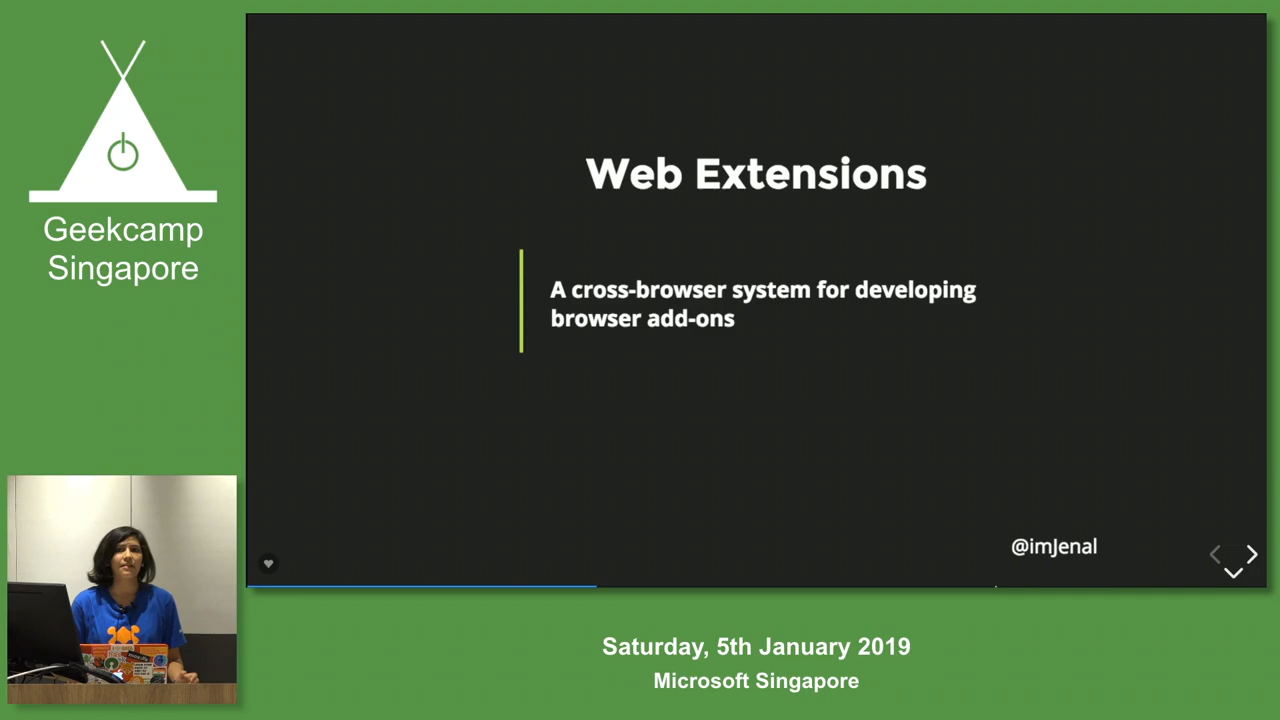 Geekcamp
Singapore
Web Extensions
A cross-browser system for developing
browser add-ons
@imJenal
Saturday, 5th January 2019
Microsoft Singapore